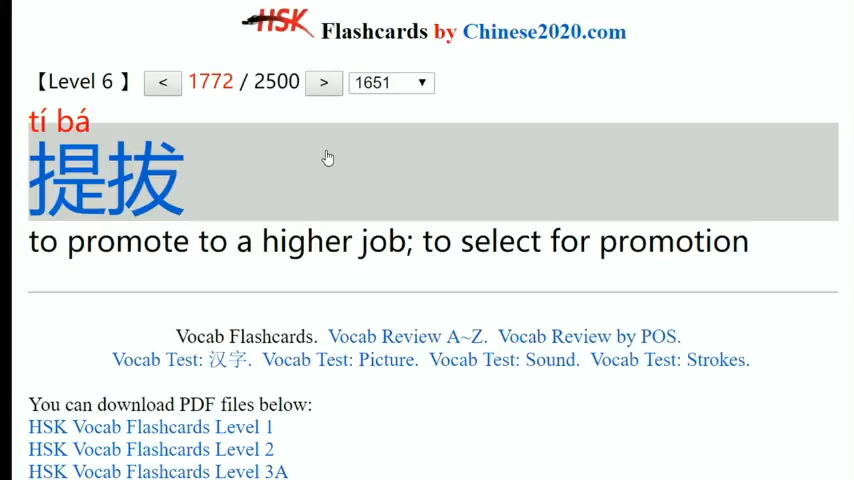 HSK Flashcards by Chinese2020.com
【Level 6 】 < 1772 / 2500 > 1651 ▼
tí bá
提拔
to promote to a higher job; to select for promotion
Vocab Flashcards. Vocab Review A~Z. Vocab Review by POS.
Vocab Test: 汉字. Vocab Test: Picture. Vocab Test: Sound. Vocab Test: Strokes.
You can download PDF files below:
HSK Vocab Flashcards Level 1
HSK Vocab Flashcards Level 2
HSK Vocab Flashcards Level 3A